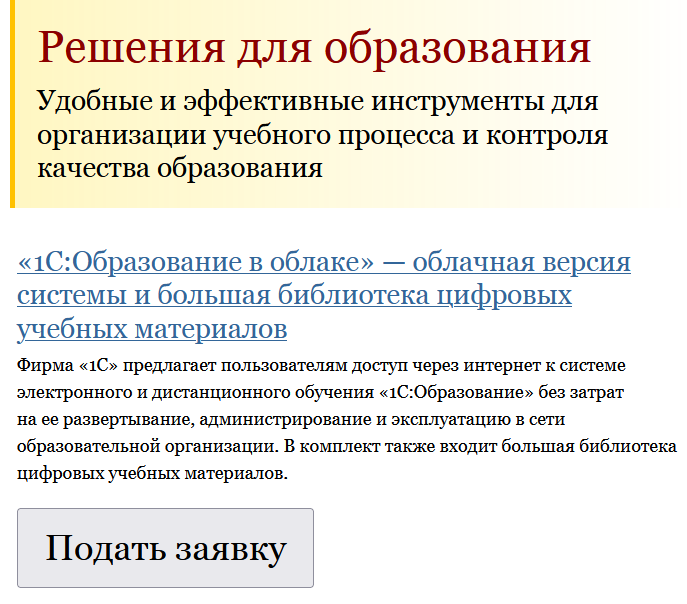 Решения для образования
Удобные и эффективные инструменты для
организации учебного процесса и контроля
качества образования
«1С:Образование в облаке» — облачная версия
системы и большая библиотека цифровых
учебных материалов
Фирма «1С» предлагает пользователям доступ через интернет к системе
электронного и дистанционного обучения «1С:Образование» без затрат
на ее развертывание, администрирование и эксплуатацию в сети
образовательной организации. В комплект также входит большая библиотека
цифровых учебных материалов.
Подать заявку